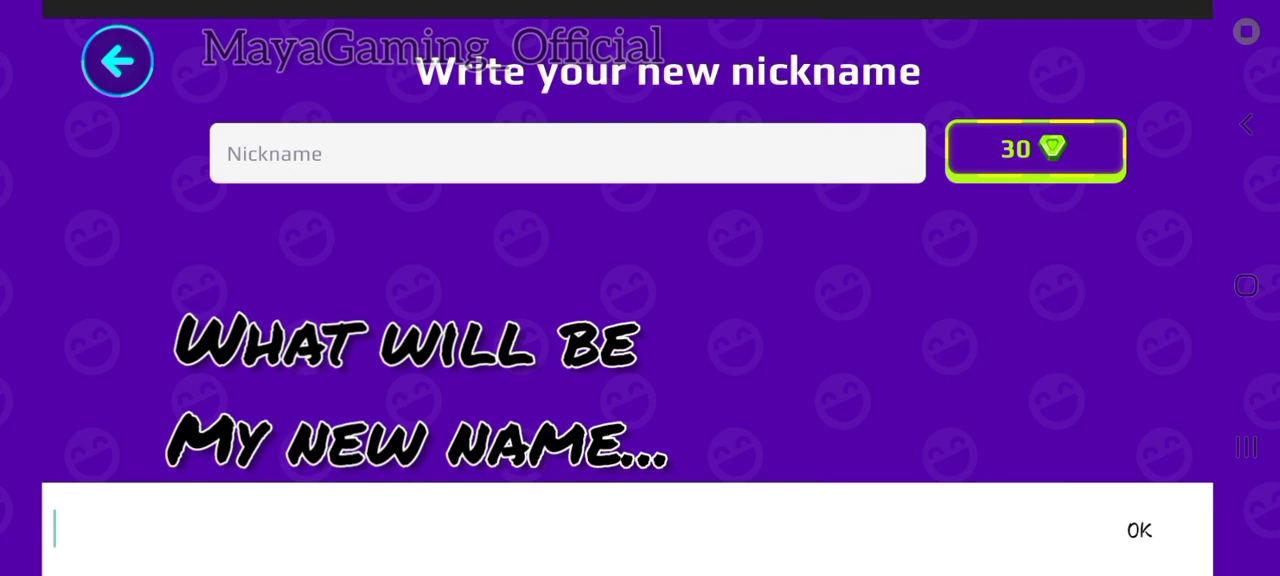 MayaGaming_Official
Write your new nickname
Nickname
30
WHAT WILL BE
MY NEW NAME...
OK